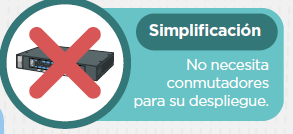 Simplificación
No necesita
conmutadores
para su despliegue.